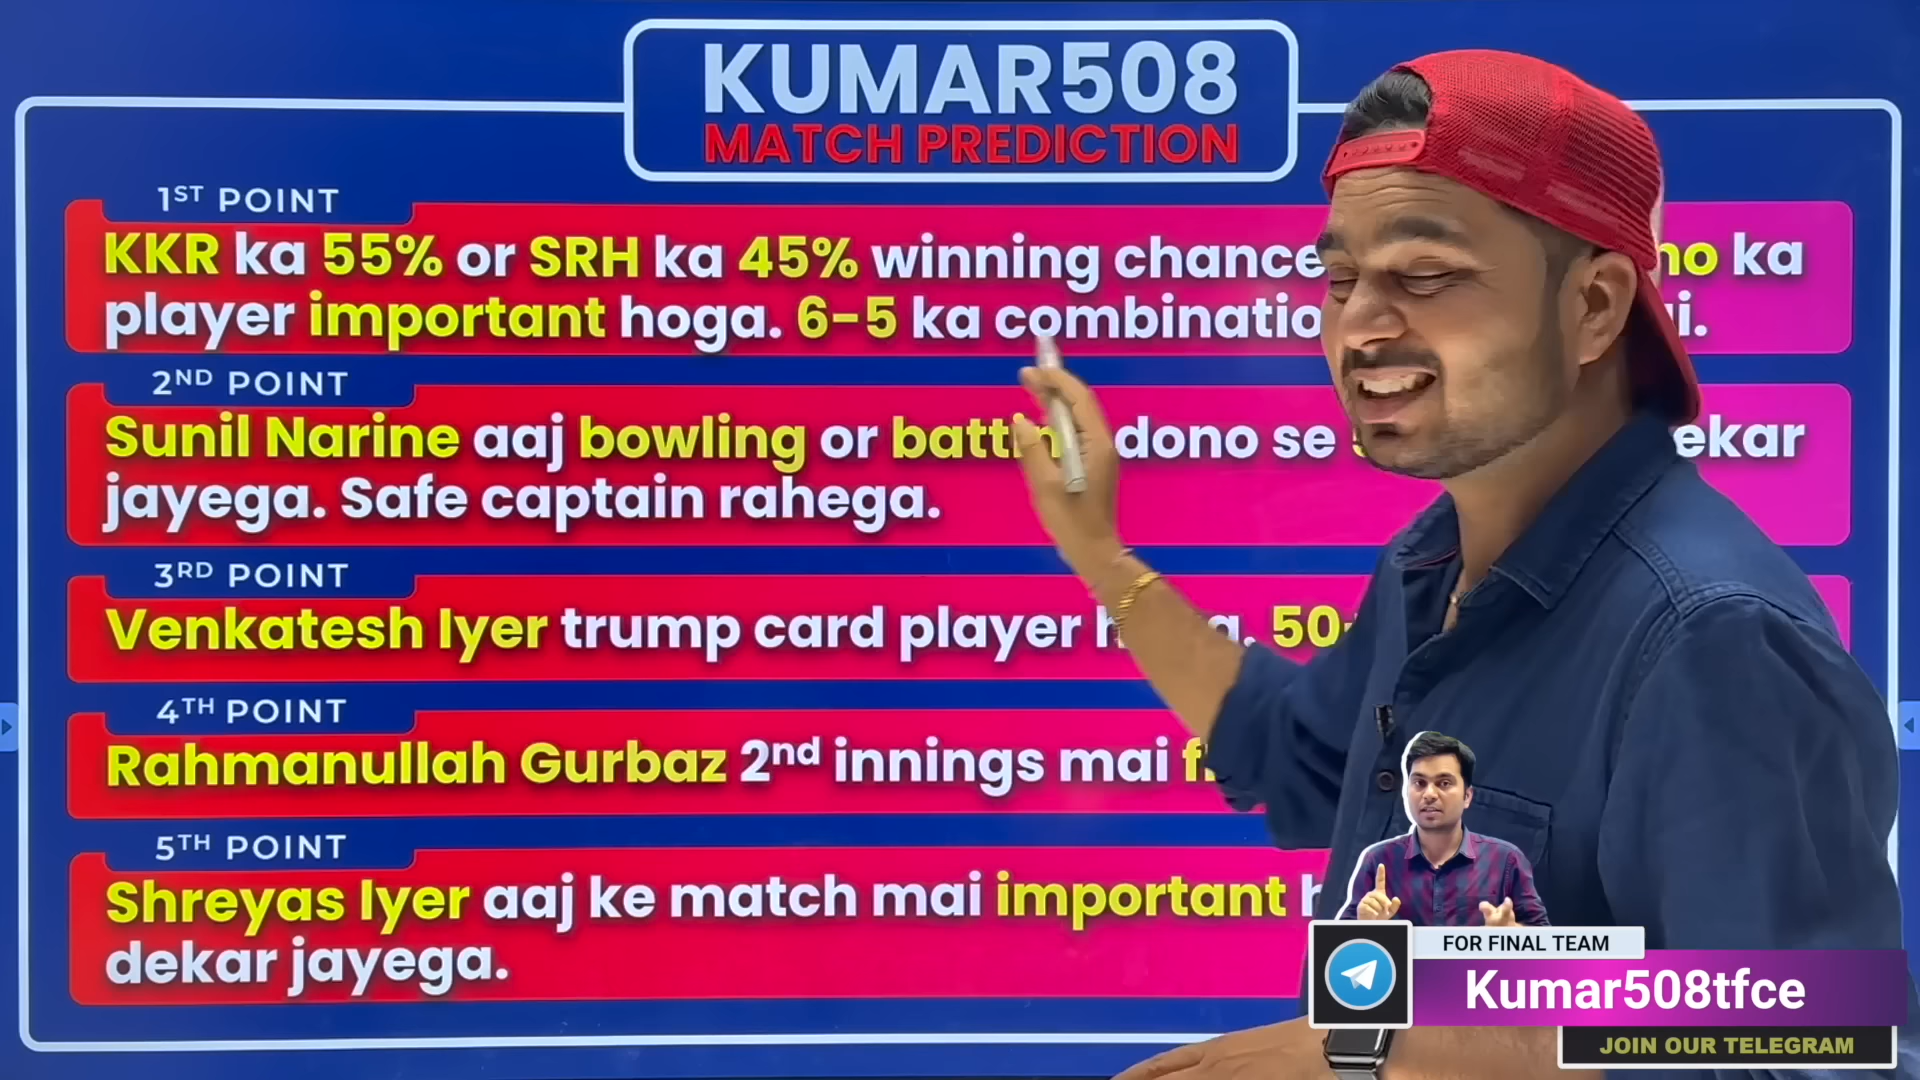 KUMAR508
MATCH PREDICTION
1ST POINT
KKR ka 55% or SRH ka 45% winning chance ka
player important hoga. 6-5 ka
2ND POINT
Sunil Narine aaj bowling or dono se
jayega. Safe captain rahega.
3RD POINT
Venkatesh Iyer trump card player
4TH POINT
Rahmanullah Gurbaz 2nd innings mai
5TH POINT
Shreyas Iyer aaj ke match mai important
dekar jayega.
FOR FINAL TEAM
Kumar508tfce
JOIN OUR TELEGRAM